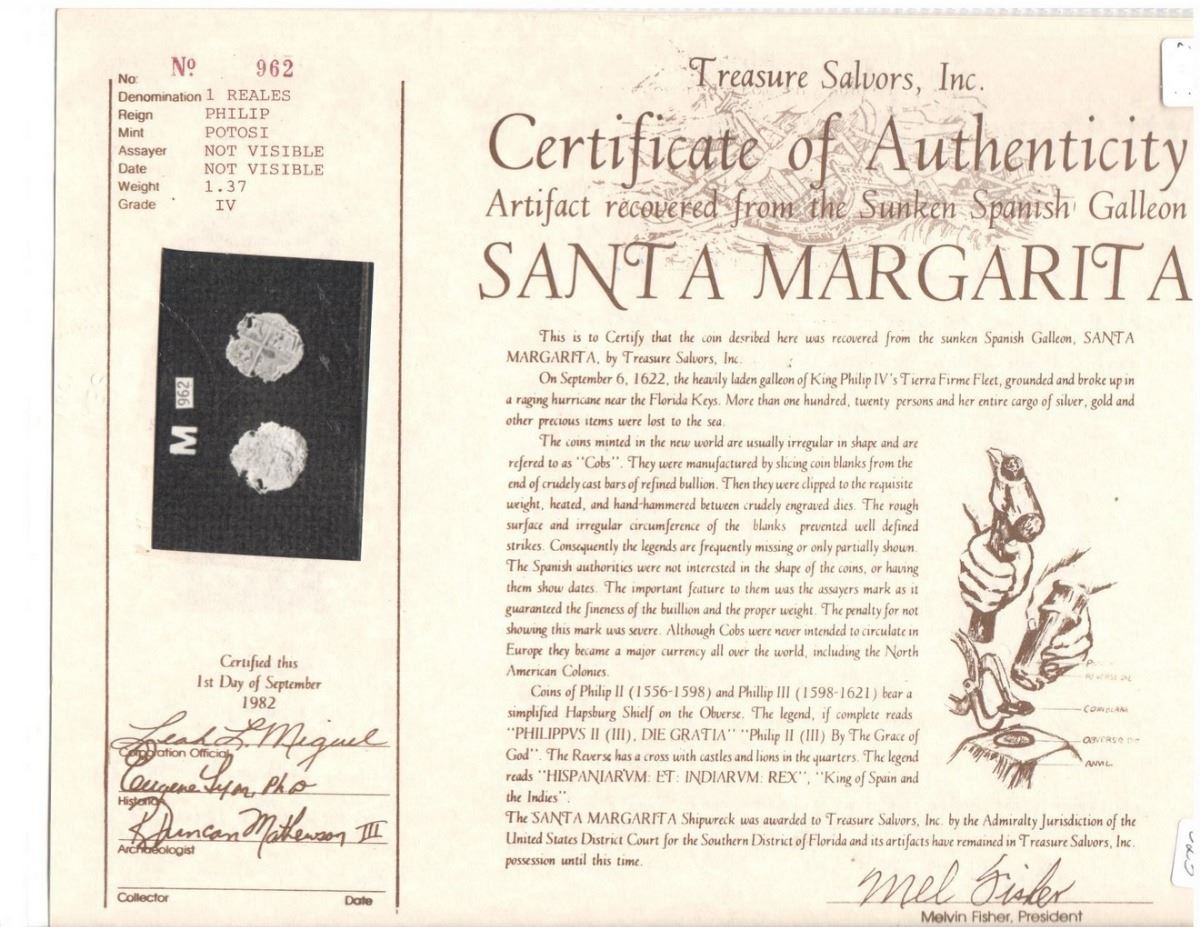 Nº 962
No:
Denomination 1 REALES
Reign PHILIP
Mint POTOSI
Assayer NOT VISIBLE
Date NOT VISIBLE
Weight 1.37
Grade IV
M 962
Certified this
1st Day of September
1982
Leah L. Miguel
Corporation Official
Eugene Lyon, PhD
Historian
R Duncan Mathewson III
Archaeologist
Collector Date
Treasure Salvors, Inc.
Certificate of Authenticity
Artifact recovered from the Sunken Spanish Galleon
SANTA MARGARITA
This is to Certify that the coin desribed here was recovered from the sunken Spanish Galleon, SANTA
MARGARITA, by Treasure Salvors, Inc.
On September 6, 1622, the heavily laden galleon of King Philip IV's Tierra Firme Fleet, grounded and broke up in
a raging hurricane near the Florida Keys. More than one hundred, twenty persons and her entire cargo of silver, gold and
other precious items were lost to the sea.
The coins minted in the new world are usually irregular in shape and are
refered to as "Cobs". They were manufactured by slicing coin blanks from the
end of crudely cast bars of refined bullion. Then they were clipped to the requisite
weight, heated, and hand-hammered between crudely engraved dies. The rough
surface and irregular circumference of the blanks prevented well defined
strikes. Consequently the legends are frequently missing or only partially shown.
The Spanish authorities were not interested in the shape of the coins, or having
them show dates. The important feature to them was the assayers mark as it
guaranteed the fineness of the buillion and the proper weight. The penalty for not
showing this mark was severe. Although Cobs were never intended to circulate in
Europe they became a major currency all over the world, including the North
American Colonies.
Coins of Philip II (1556-1598) and Phillip III (1598-1621) bear a
simplified Hapsburg Shielf on the Obverse. The legend, if complete reads
"PHILIPPVS II (III), DIE GRATIA" "Philip II (III) By The Grace of
God". The Reverse has a cross with castles and lions in the quarters. The legend
reads "HISPANIARVM: ET: INDIARVM: REX", "King of Spain and
the Indies".
REVERSE DIE
COIN BLANK
OBVERSE DIE
ANVIL
The SANTA MARGARITA Shipwreck was awarded to Treasure Salvors, Inc. by the Admiralty Jurisdiction of the
United States District Court for the Southern District of Florida and its artifacts have remained in Treasure Salvors, Inc.
possession until this time.
Mel Fisher
Melvin Fisher, President